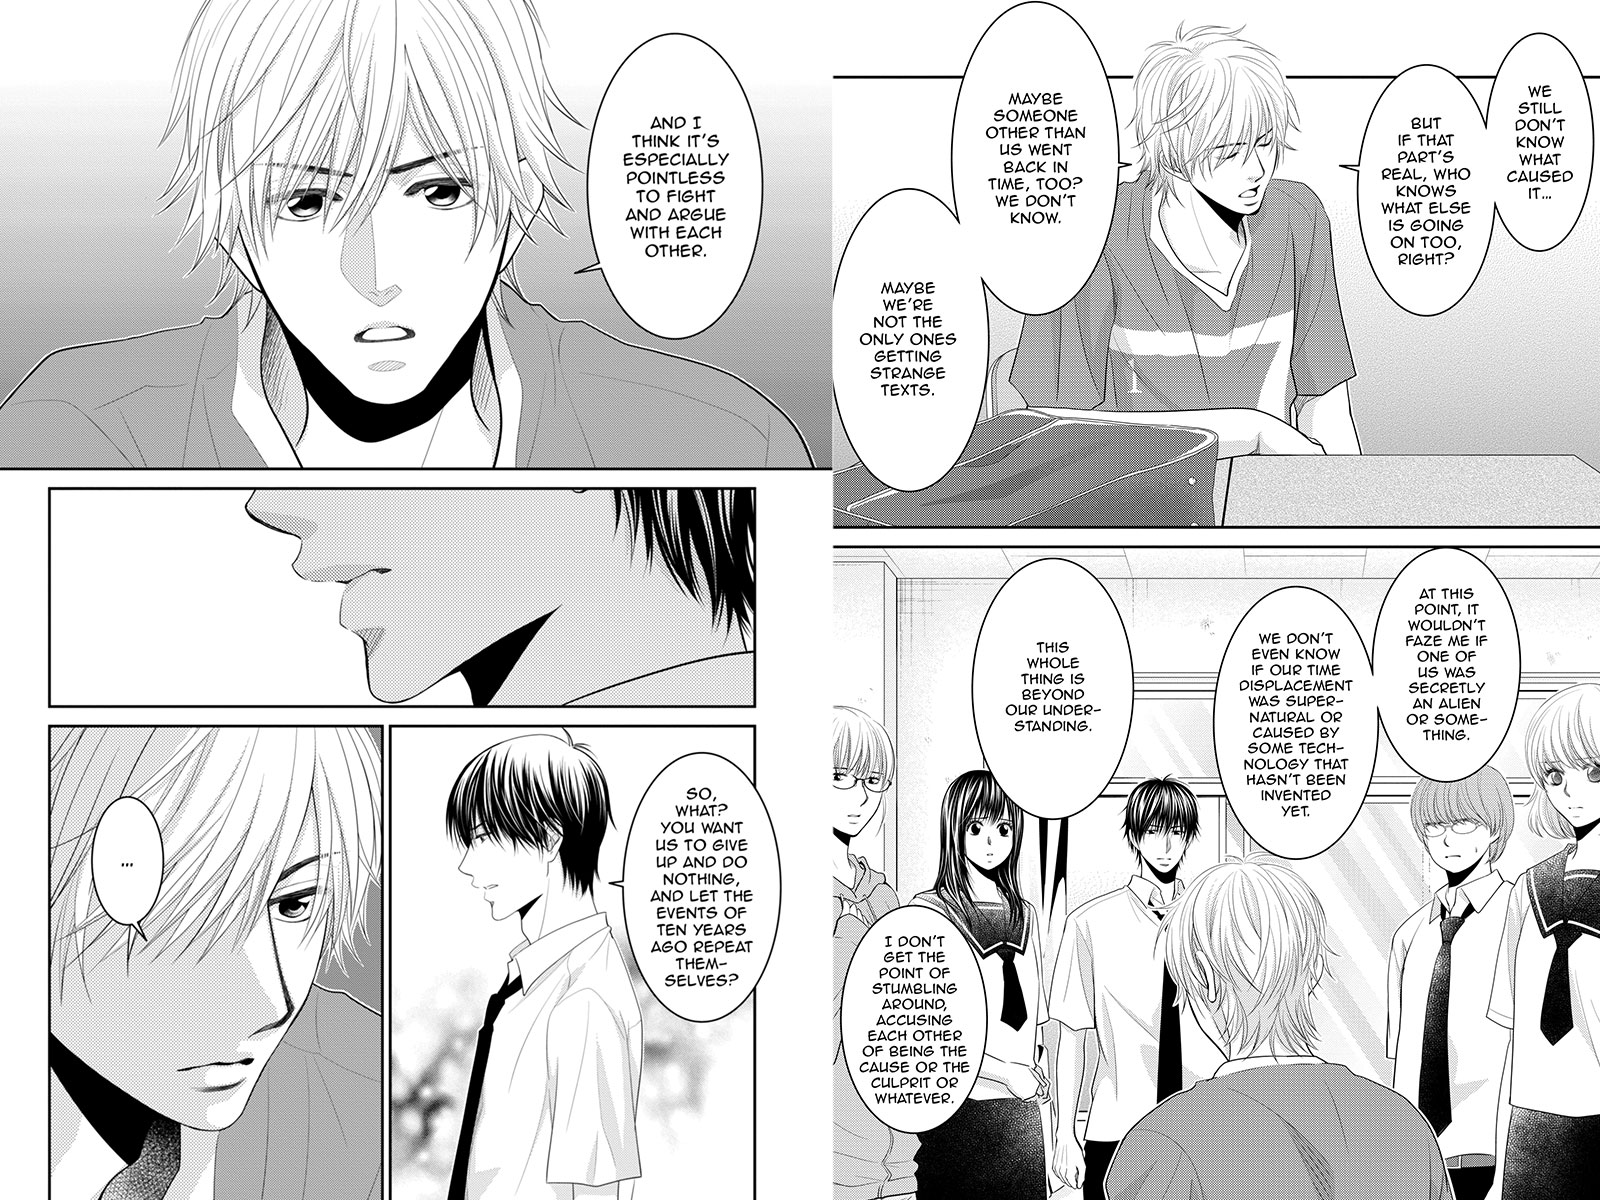 WE
STILL
DON'T
KNOW
WHAT
CAUSED
IT...
BUT
IF THAT
PART'S
REAL, WHO
KNOWS
WHAT ELSE
IS GOING
ON TOO,
RIGHT?
MAYBE
SOMEONE
OTHER THAN
US WENT
BACK IN
TIME, TOO?
WE DON'T
KNOW.
MAYBE
WE'RE
NOT THE
ONLY ONES
GETTING
STRANGE
TEXTS.
1
AT THIS
POINT, IT
WOULDN'T
FAZE ME IF
ONE OF
US WAS
SECRETLY
AN ALIEN
OR SOME-
THING.
WE DON'T
EVEN KNOW
IF OUR TIME
DISPLACEMENT
WAS SUPER-
NATURAL OR
CAUSED BY
SOME TECH-
NOLOGY THAT
HASN'T BEEN
INVENTED
YET.
THIS
WHOLE
THING IS
BEYOND
OUR UNDER-
STANDING.
I DON'T
GET THE
POINT OF
STUMBLING
AROUND,
ACCUSING
EACH OTHER
OF BEING THE
CAUSE OR THE
CULPRIT OR
WHATEVER.
AND I
THINK IT'S
ESPECIALLY
POINTLESS
TO FIGHT
AND ARGUE
WITH EACH
OTHER.
SO,
WHAT?
YOU WANT
US TO GIVE
UP AND DO
NOTHING,
AND LET THE
EVENTS OF
TEN YEARS
AGO REPEAT
THEM-
SELVES?
...